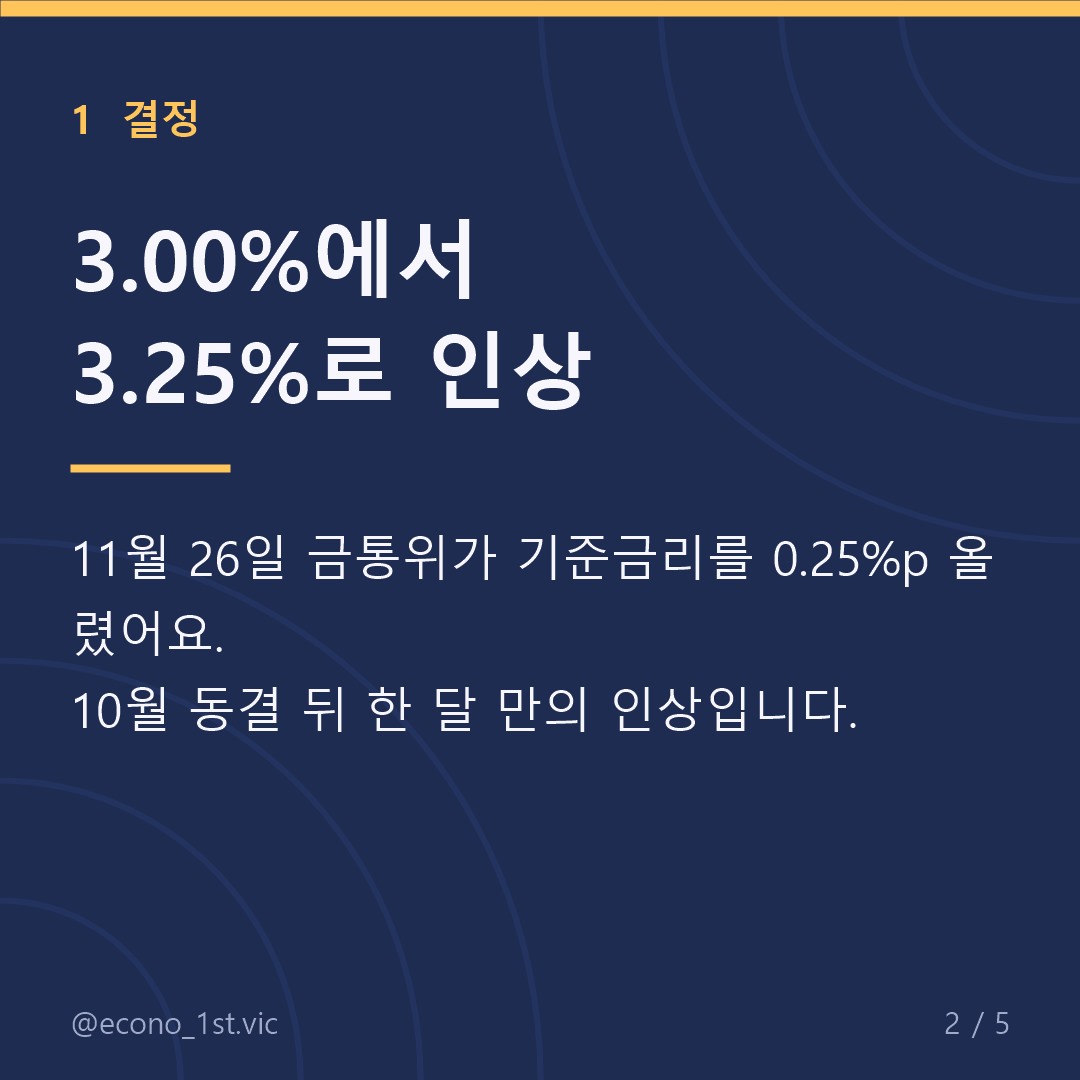 1 결정
3.00%에서
3.25%로 인상
11월 26일 금통위가 기준금리를 0.25%p 올
렸어요.
10월 동결 뒤 한 달 만의 인상입니다.
@econo_1st.vic
2 / 5